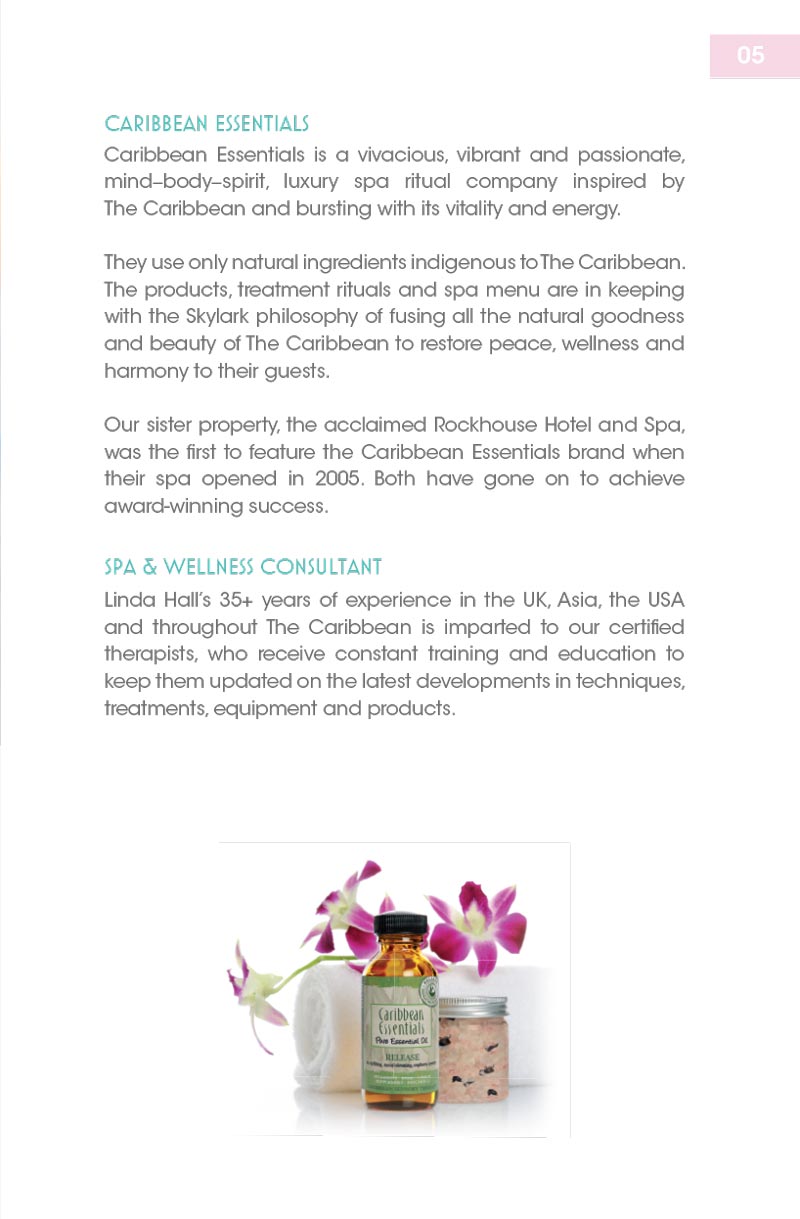 05
CARIBBEAN ESSENTIALS
Caribbean Essentials is a vivacious, vibrant and passionate,
mind–body–spirit, luxury spa ritual company inspired by
The Caribbean and bursting with its vitality and energy.
They use only natural ingredients indigenous to The Caribbean.
The products, treatment rituals and spa menu are in keeping
with the Skylark philosophy of fusing all the natural goodness
and beauty of The Caribbean to restore peace, wellness and
harmony to their guests.
Our sister property, the acclaimed Rockhouse Hotel and Spa,
was the first to feature the Caribbean Essentials brand when
their spa opened in 2005. Both have gone on to achieve
award-winning success.
SPA & WELLNESS CONSULTANT
Linda Hall's 35+ years of experience in the UK, Asia, the USA
and throughout The Caribbean is imparted to our certified
therapists, who receive constant training and education to
keep them updated on the latest developments in techniques,
treatments, equipment and products.
Caribbean
Essentials
Pure Essential Oil
RELEASE